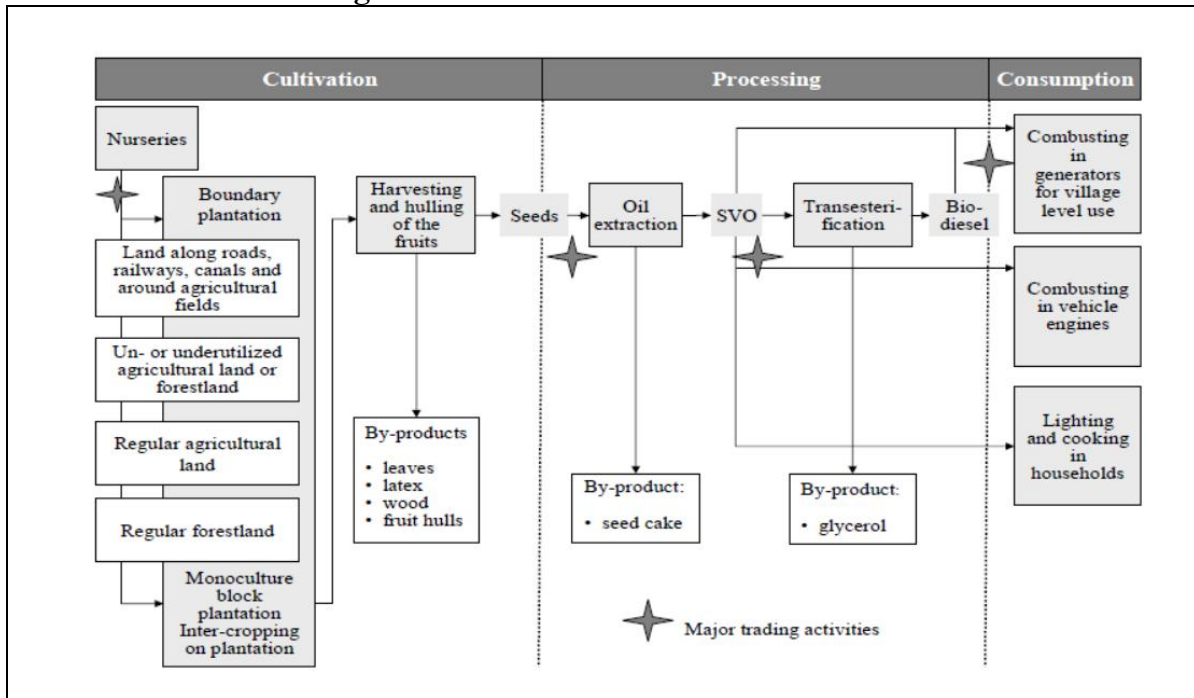 Cultivation
Processing
Consumption
Nurseries
Boundary
plantation
Land along roads,
railways, canals and
around agricultural
fields
Un- or underutilized
agricultural land or
forestland
Regular agricultural
land
Regular forestland
Monoculture
block
plantation
Inter-cropping
on plantation
Harvesting
and hulling
of the
fruits
By-products
• leaves
• latex
• wood
• fruit hulls
Seeds
Oil
extraction
By-product:
• seed cake
SVO
Transesteri-
fication
By-product:
• glycerol
Bio-
diesel
Combusting
in
generators
for village
level use
Combusting
in vehicle
engines
Lighting
and cooking
in
households
Major trading activities